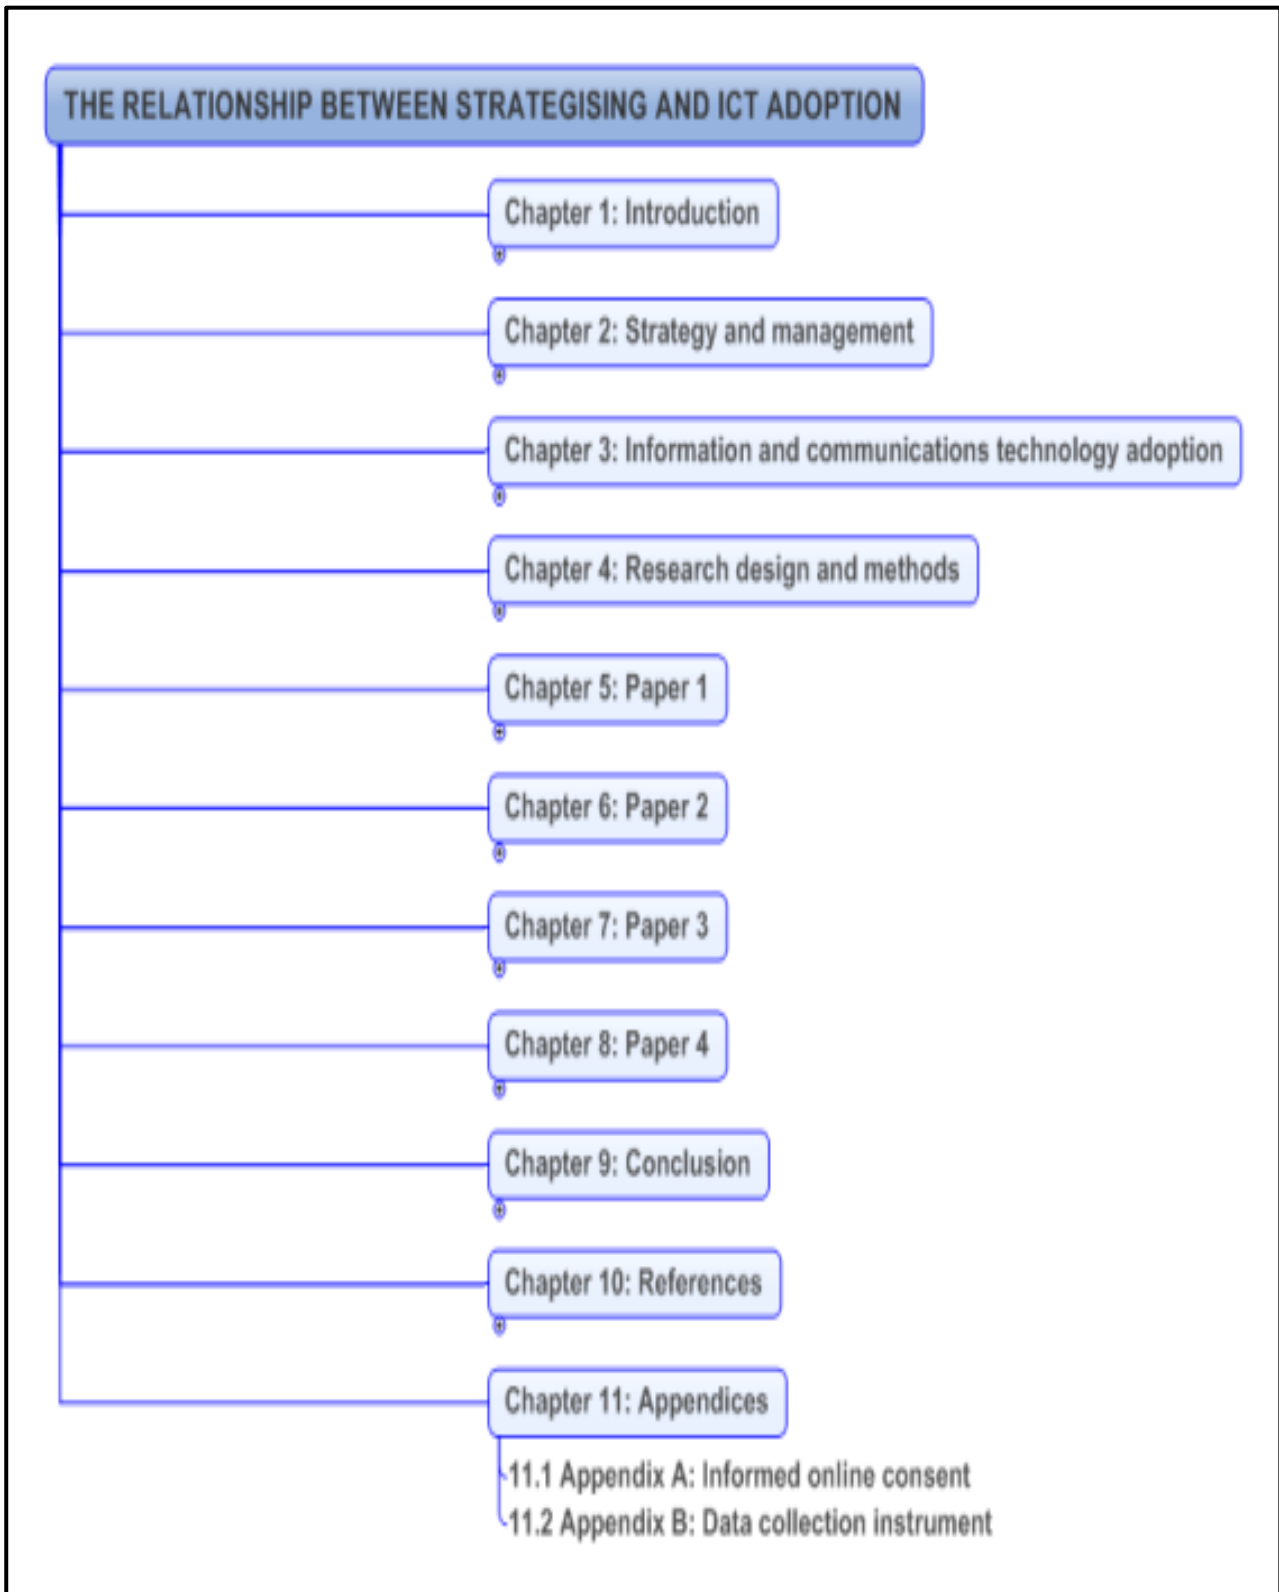 THE RELATIONSHIP BETWEEN STRATEGISING AND ICT ADOPTION
Chapter 1: Introduction
Chapter 2: Strategy and management
Chapter 3: Information and communications technology adoption
Chapter 4: Research design and methods
Chapter 5: Paper 1
Chapter 6: Paper 2
Chapter 7: Paper 3
Chapter 8: Paper 4
Chapter 9: Conclusion
Chapter 10: References
Chapter 11: Appendices
11.1 Appendix A: Informed online consent
11.2 Appendix B: Data collection instrument